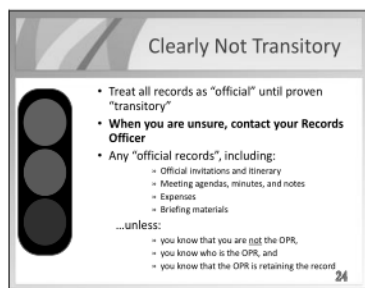 Clearly Not Transitory
• Treat all records as “official” until proven
“transitory”
• When you are unsure, contact your Records
Officer
• Any “official records”, including:
» Official invitations and itinerary
» Meeting agendas, minutes, and notes
» Expenses
» Briefing materials
…unless:
» you know that you are not the OPR,
» you know who is the OPR, and
» you know that the OPR is retaining the record
24